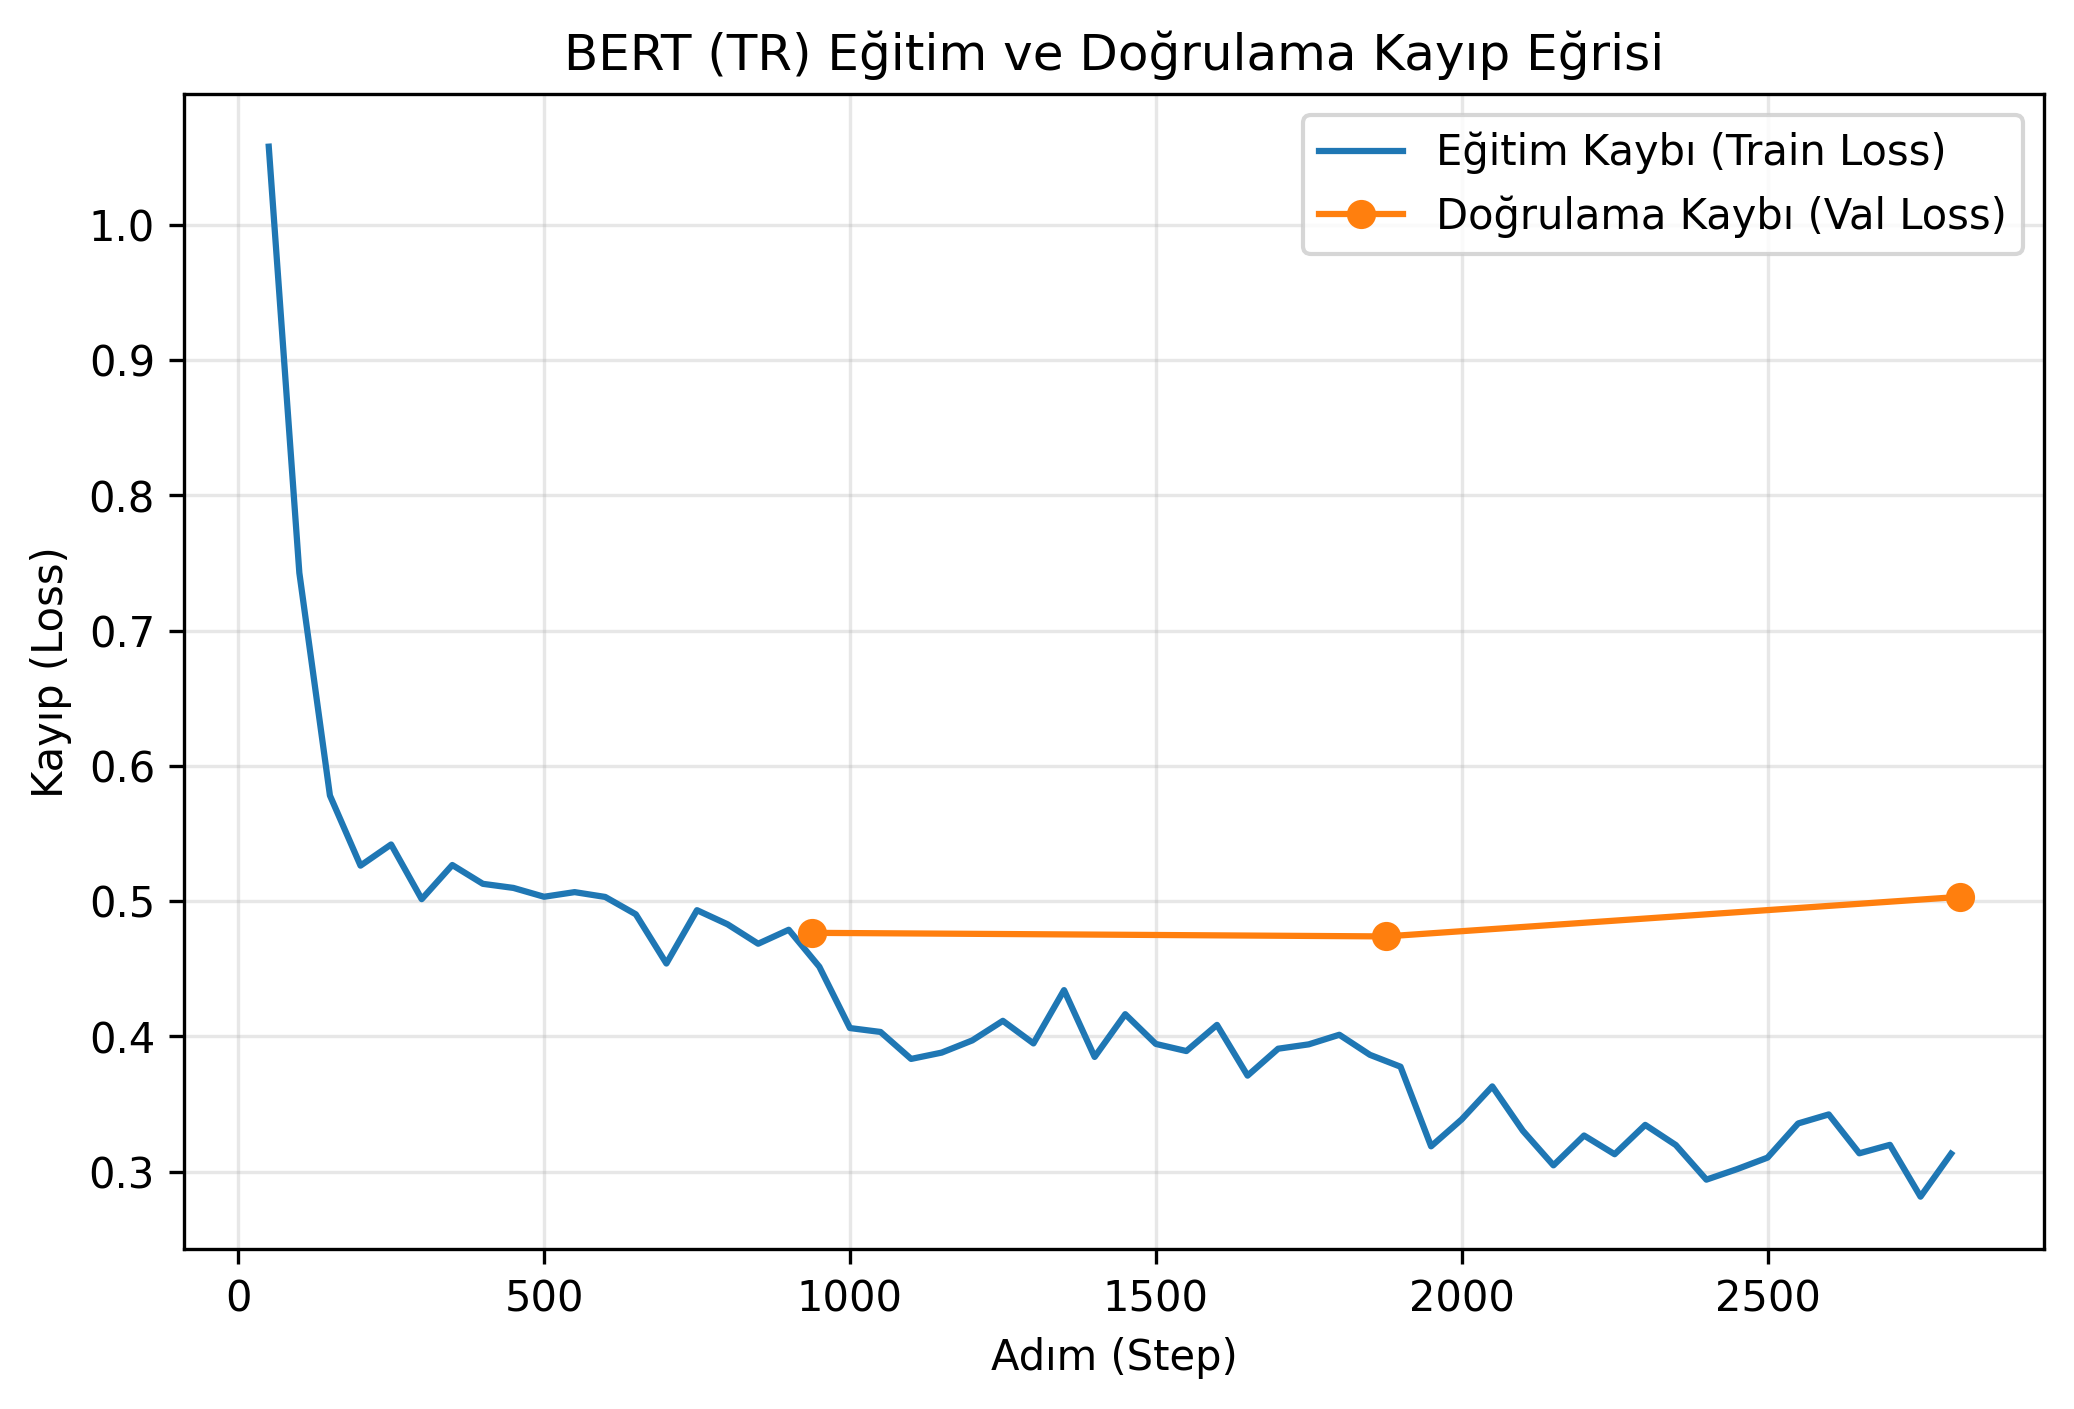 BERT (TR) Eğitim ve Doğrulama Kayıp Eğrisi
Eğitim Kaybı (Train Loss)
Doğrulama Kaybı (Val Loss)
Kayıp (Loss)
1.0
0.9
0.8
0.7
0.6
0.5
0.4
0.3
0 500 1000 1500 2000 2500
Adım (Step)